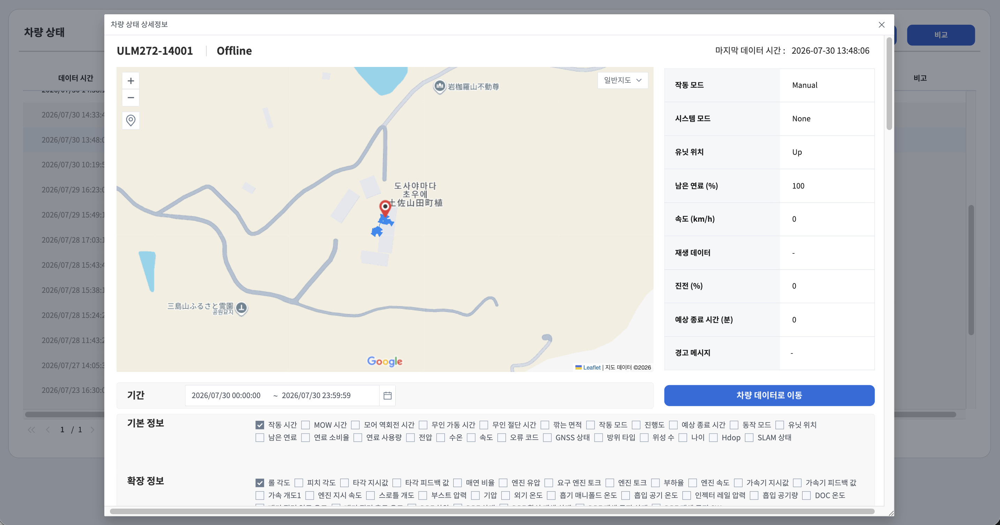 차량 상태 상세정보
차량 상태
비교
ULM272-14001 | Offline
마지막 데이터 시간 : 2026-07-30 13:48:06
데이터 시간
비고
2026/07/30 14:33:4
2026/07/30 13:48:0
2026/07/30 10:19:5
2026/07/29 16:23:0
2026/07/29 15:49:1
2026/07/28 17:03:1
2026/07/28 15:43:4
2026/07/28 15:38:1
2026/07/28 15:24:2
2026/07/28 11:43:2
2026/07/27 14:05:3
2026/07/23 16:30:0
1 / 1
+
−
일반지도
岩枷羅山不動尊
도사야마다
초우에
土佐山田町植
三島山ふるさと霊園
공원묘지
Google
Leaflet | 지도 데이터 ©2026
작동 모드 Manual
시스템 모드 None
유닛 위치 Up
남은 연료 (%) 100
속도 (km/h) 0
재생 데이터 -
진전 (%) 0
예상 종료 시간 (분) 0
경고 메시지 -
기간 2026/07/30 00:00:00 ~ 2026/07/30 23:59:59
차량 데이터로 이동
기본 정보
작동 시간 MOW 시간 모어 역회전 시간 무인 가동 시간 무인 절단 시간 깎는 면적 작동 모드 진행도 예상 종료 시간 동작 모드 유닛 위치
남은 연료 연료 소비율 연료 사용량 전압 수온 속도 오류 코드 GNSS 상태 방위 타입 위성 수 나이 Hdop SLAM 상태
확장 정보
롤 각도 피치 각도 타각 지시값 타각 피드백 값 매연 비율 엔진 유압 요구 엔진 토크 엔진 토크 부하율 엔진 속도 가속기 지시값 가속기 피드백 값
가속 개도1 엔진 지시 속도 스로틀 개도 부스트 압력 기압 외기 온도 흡기 매니폴드 온도 흡입 공기 온도 인젝터 레일 압력 흡입 공기량 DOC 온도